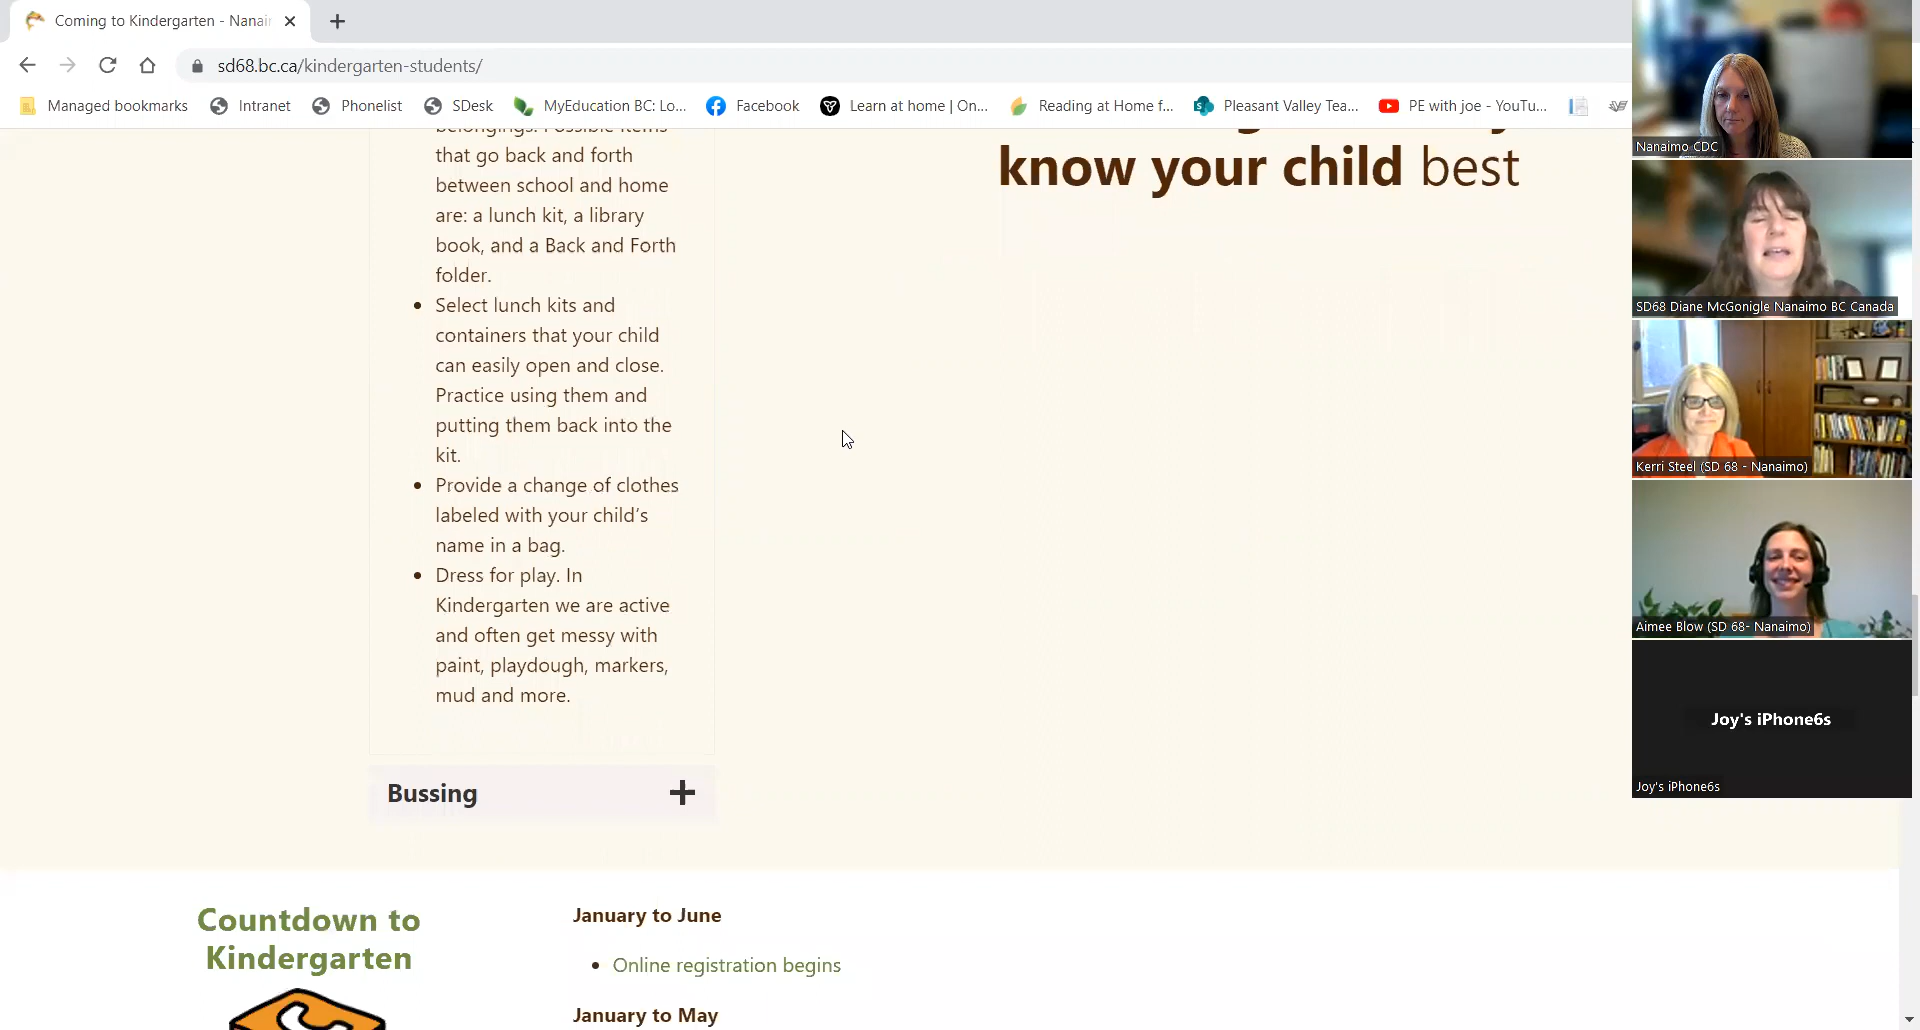 Coming to Kindergarten - Nanai
sd68.bc.ca/kindergarten-students/
Managed bookmarks
Intranet
Phonelist
SDesk
MyEducation BC: Lo...
Facebook
Learn at home | On...
Reading at Home f...
Pleasant Valley Tea...
PE with joe - YouTu...
belongings. Possible items
that go back and forth
between school and home
are: a lunch kit, a library
book, and a Back and Forth
folder.
Select lunch kits and
containers that your child
can easily open and close.
Practice using them and
putting them back into the
kit.
Provide a change of clothes
labeled with your child's
name in a bag.
Dress for play. In
Kindergarten we are active
and often get messy with
paint, playdough, markers,
mud and more.
Bussing
know your child best
Countdown to
Kindergarten
January to June
Online registration begins
January to May
Nanaimo CDC
SD68 Diane McGonigle Nanaimo BC Canada
Kerri Steel (SD 68 - Nanaimo)
Aimee Blow (SD 68- Nanaimo)
Joy's iPhone6s
Joy's iPhone6s